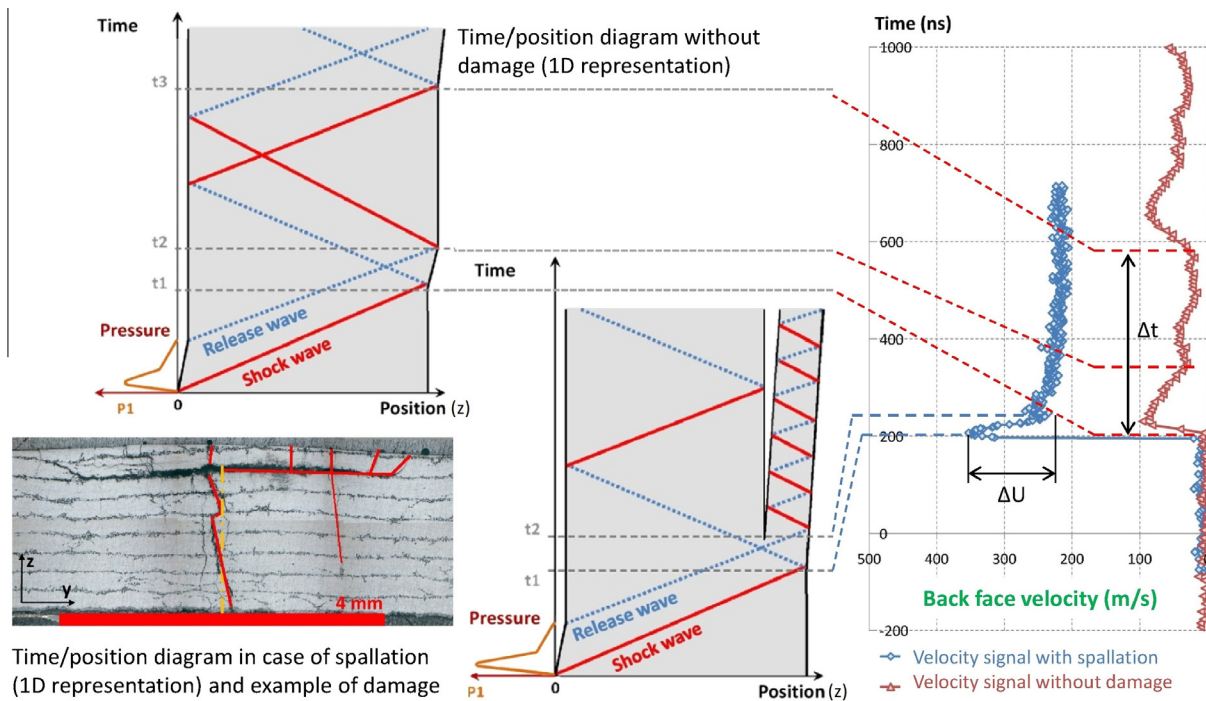 Time
Time/position diagram without
damage (1D representation)
t3
t2
t1
Pressure
Release wave
Shock wave
P1
0
Position (z)
Time
t2
t1
Pressure
Release wave
Shock wave
P1
0
Position (z)
z
y
4 mm
Time/position diagram in case of spallation
(1D representation) and example of damage
Time (ns)
1000
800
600
400
200
0
-200
500
400
300
200
100
0
Δt
ΔU
Back face velocity (m/s)
Velocity signal with spallation
Velocity signal without damage